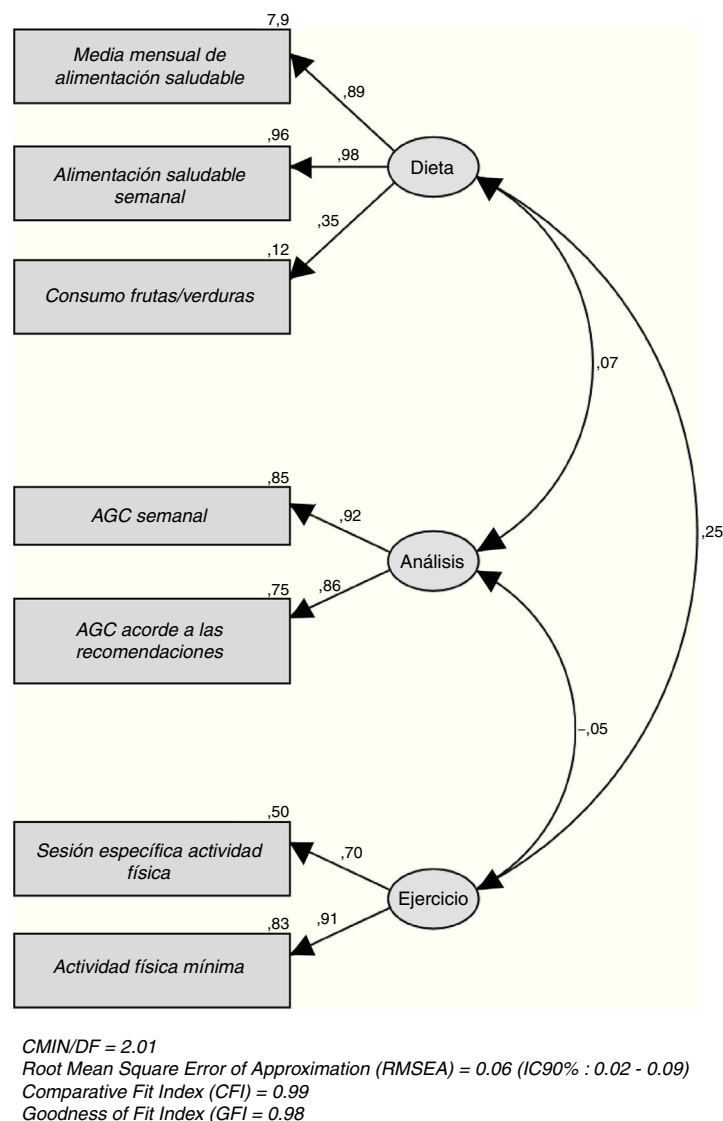 7,9
Media mensual de
alimentación saludable
,89
,96
,98
Dieta
Alimentación saludable
semanal
,35
,12
Consumo frutas/verduras
,07
,85
AGC semanal
,92
,25
Análisis
,75
,86
AGC acorde a las
recomendaciones
–,05
,50
Sesión específica actividad
física
,70
Ejercicio
,83
,91
Actividad física mínima
CMIN/DF = 2.01
Root Mean Square Error of Approximation (RMSEA) = 0.06 (IC90% : 0.02 - 0.09)
Comparative Fit Index (CFI) = 0.99
Goodness of Fit Index (GFI = 0.98